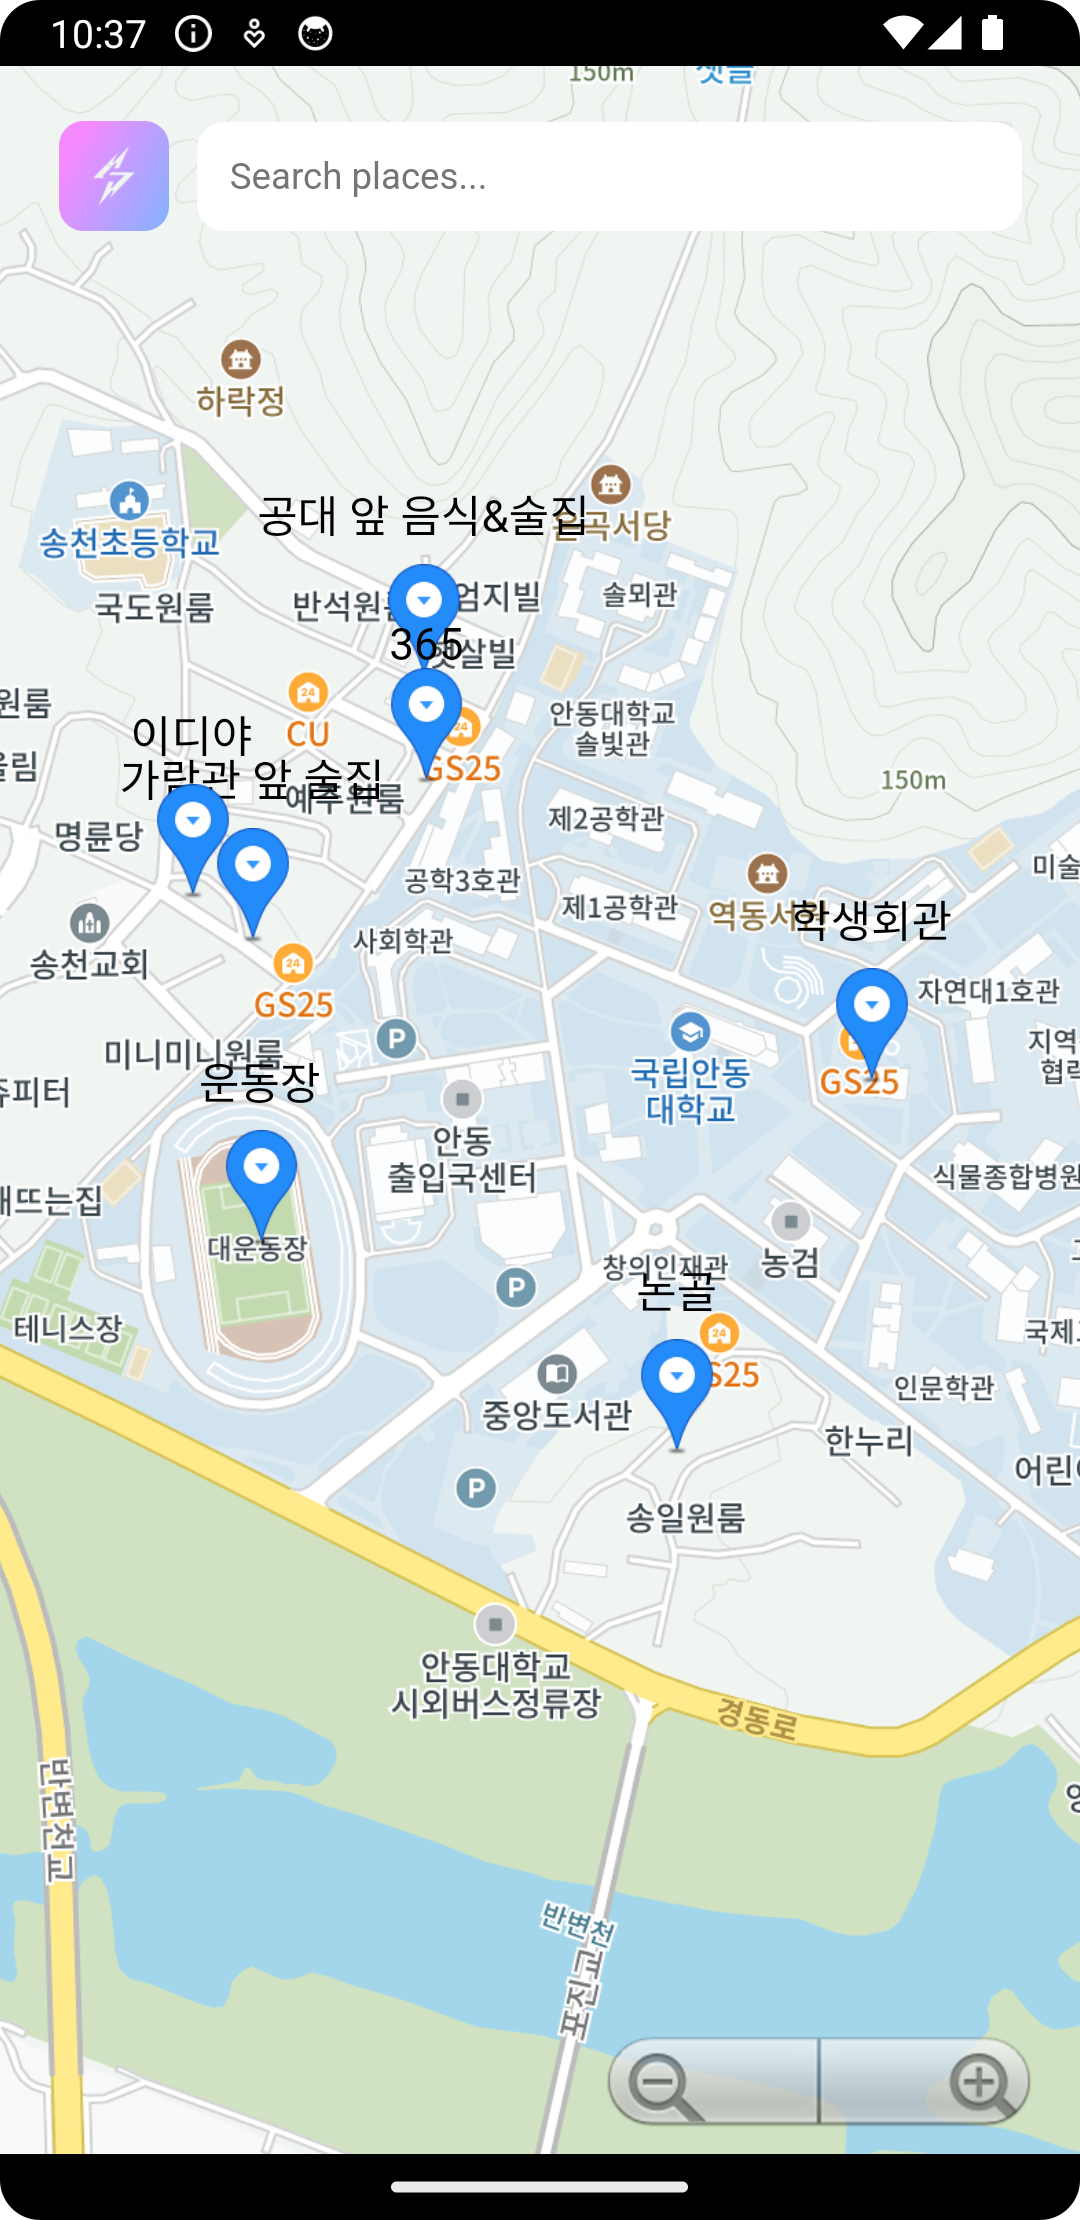 10:37
150m
샛골
Search places...
하락정
공대 앞 음식&술집
서당
송천초등학교
국도원룸
반석원룸
엄지빌
솔뫼관
365
햇살빌
원룸
이디야
CU
안동대학교
솔빛관
GS25
150m
가람관 앞 술집
예주원룸
명륜당
제2공학관
공학3호관
제1공학관
미술
역동서원
학생회관
사회학관
송천교회
GS25
자연대1호관
미니미니원룸
국립안동
대학교
GS25
지역
협력
쥬피터
운동장
안동
출입국센터
식물종합병원
해뜨는집
대운동장
창의인재관
농검
논골
테니스장
S25
국제
중앙도서관
인문학관
한누리
어린이
송일원룸
안동대학교
시외버스정류장
경동로
반변천교
반변천
포진교